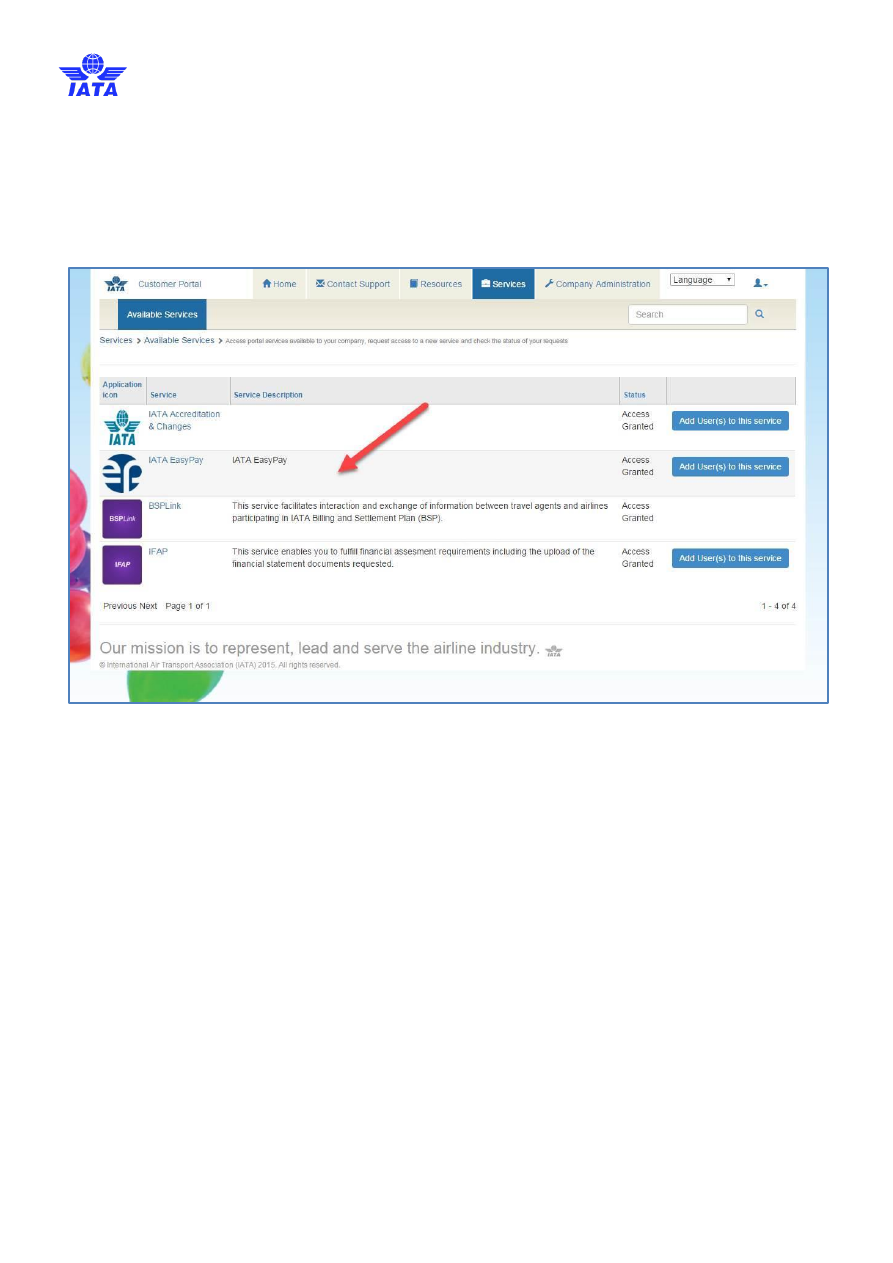 IATA
IATA
Customer Portal
Home
Contact Support
Resources
Services
Company Administration
Language
Available Services
Search
Services > Available Services > Access portal services available to your company, request access to a new service and check the status of your requests
Application
icon
Service
Service Description
Status
IATA
IATA Accreditation
& Changes
Access
Granted
Add User(s) to this service
IATA EasyPay
IATA EasyPay
Access
Granted
Add User(s) to this service
BSPLink
BSPLink
This service facilitates interaction and exchange of information between travel agents and airlines
participating in IATA Billing and Settlement Plan (BSP).
Access
Granted
IFAP
IFAP
This service enables you to fulfill financial assesment requirements including the upload of the
financial statement documents requested.
Access
Granted
Add User(s) to this service
Previous Next Page 1 of 1
1 - 4 of 4
Our mission is to represent, lead and serve the airline industry.
IATA
© International Air Transport Association (IATA) 2015. All rights reserved.